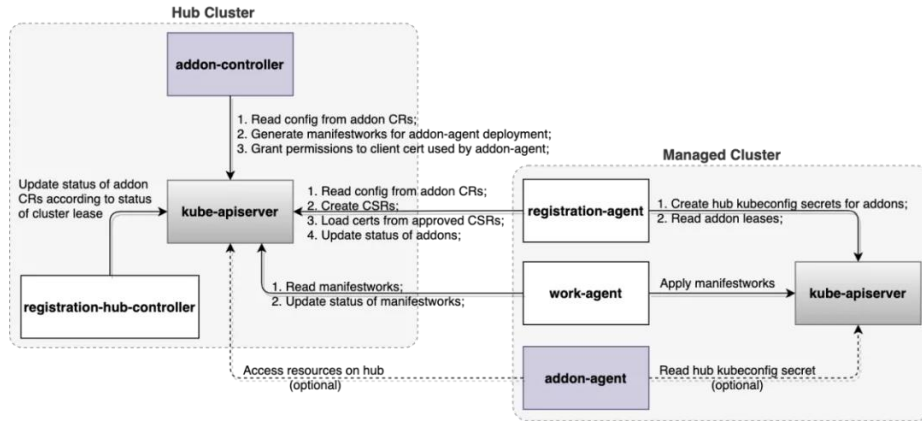 Hub Cluster
addon-controller
1. Read config from addon CRs;
2. Generate manifestworks for addon-agent deployment;
3. Grant permissions to client cert used by addon-agent;
Managed Cluster
Update status of addon
CRs according to status
of cluster lease
kube-apiserver
1. Read config from addon CRs;
2. Create CSRs;
3. Load certs from approved CSRs;
4. Update status of addons;
registration-agent
1. Create hub kubeconfig secrets for addons;
2. Read addon leases;
registration-hub-controller
1. Read manifestworks;
2. Update status of manifestworks;
work-agent
Apply manifestworks
kube-apiserver
Access resources on hub
(optional)
addon-agent
Read hub kubeconfig secret
(optional)